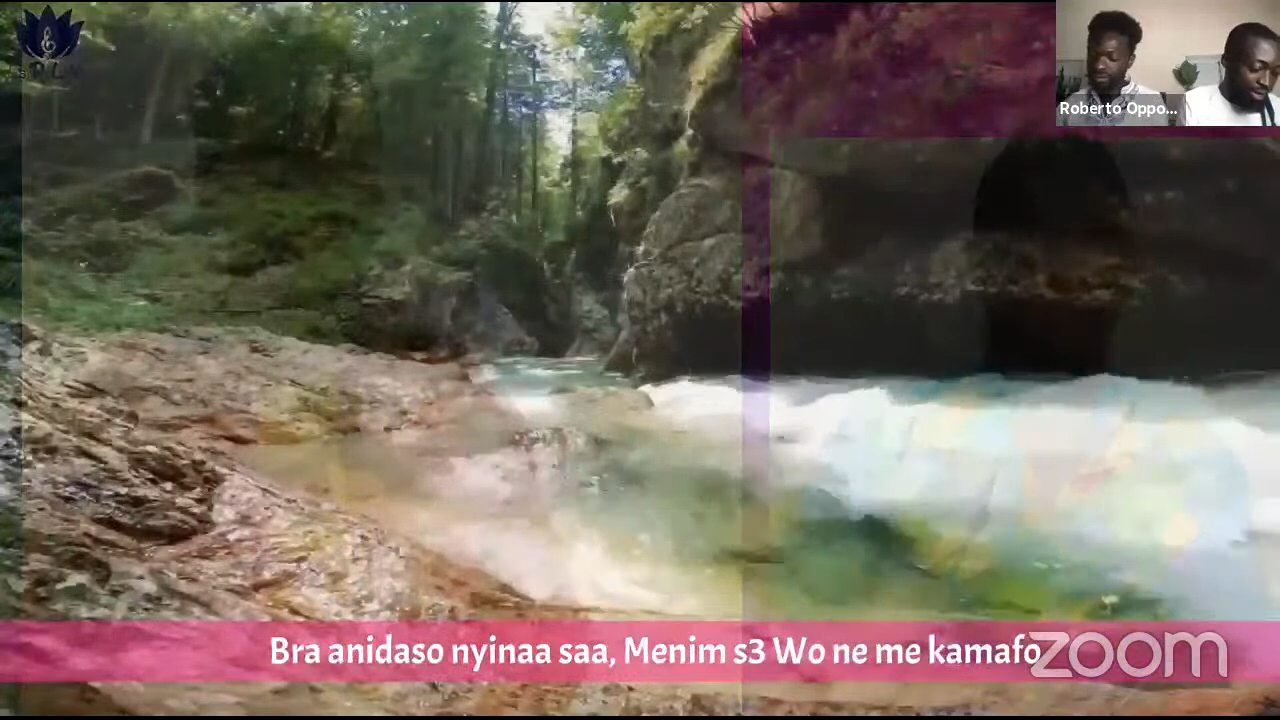 Roberto Oppo...
Bra anidaso nyinaa saa, Menim s3 Wo ne me kamafo
zoom